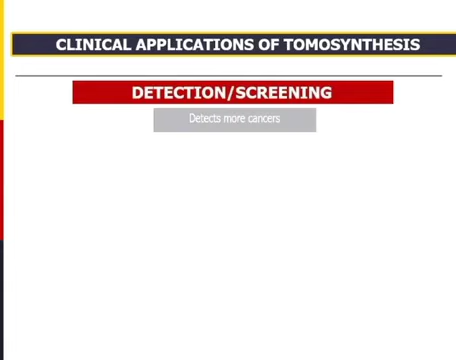 CLINICAL APPLICATIONS OF TOMOSYNTHESIS
DETECTION/SCREENING
Detects more cancers